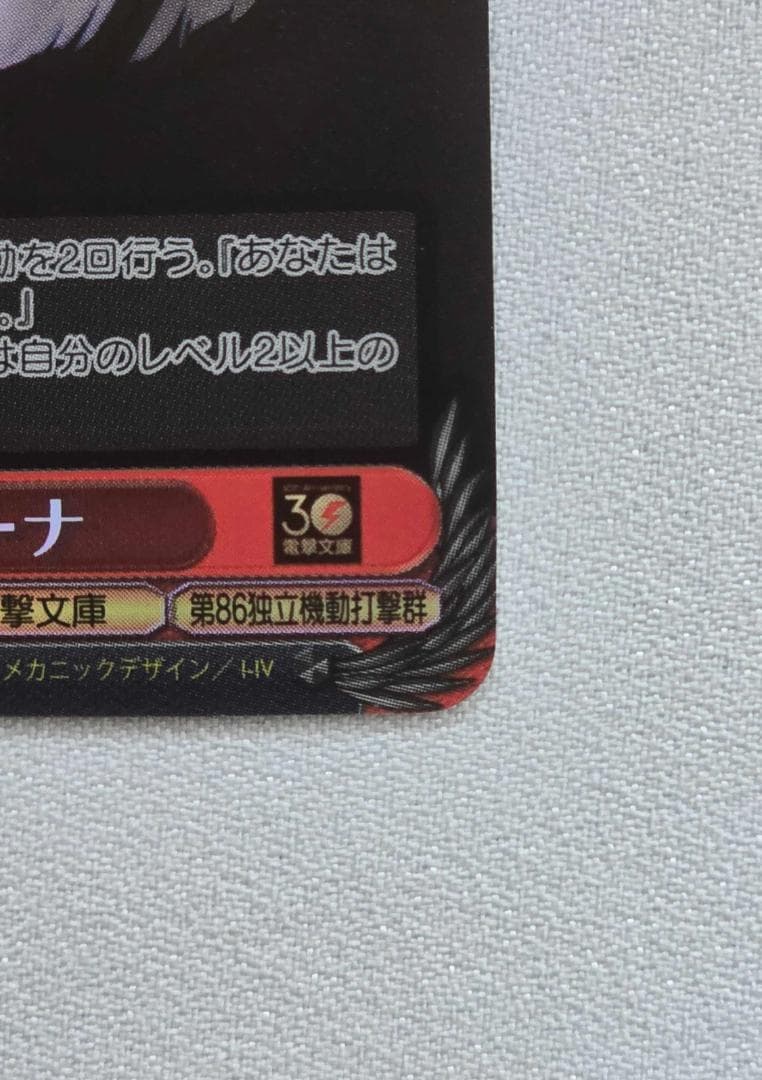 動を2回行う。『あなたは
。』
は自分のレベル2以上の
30
電撃文庫
ーナ
撃文庫
第86独立機動打撃群
メカニックデザイン／I-IV